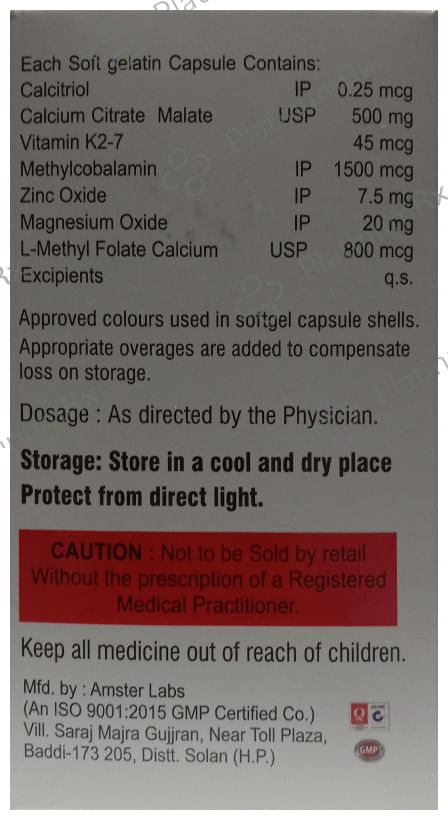 Each Soft gelatin Capsule Contains:
Calcitriol IP 0.25 mcg
Calcium Citrate Malate USP 500 mg
Vitamin K2-7 45 mcg
Methylcobalamin IP 1500 mcg
Zinc Oxide IP 7.5 mg
Magnesium Oxide IP 20 mg
L-Methyl Folate Calcium USP 800 mcg
Excipients q.s.
Approved colours used in softgel capsule shells.
Appropriate overages are added to compensate
loss on storage.
Dosage : As directed by the Physician.
Storage: Store in a cool and dry place
Protect from direct light.
CAUTION : Not to be Sold by retail
Without the prescription of a Registered
Medical Practitioner.
Keep all medicine out of reach of children.
Mfd. by : Amster Labs
(An ISO 9001:2015 GMP Certified Co.)
Vill. Saraj Majra Gujjran, Near Toll Plaza,
Baddi-173 205, Distt. Solan (H.P.)
GMP